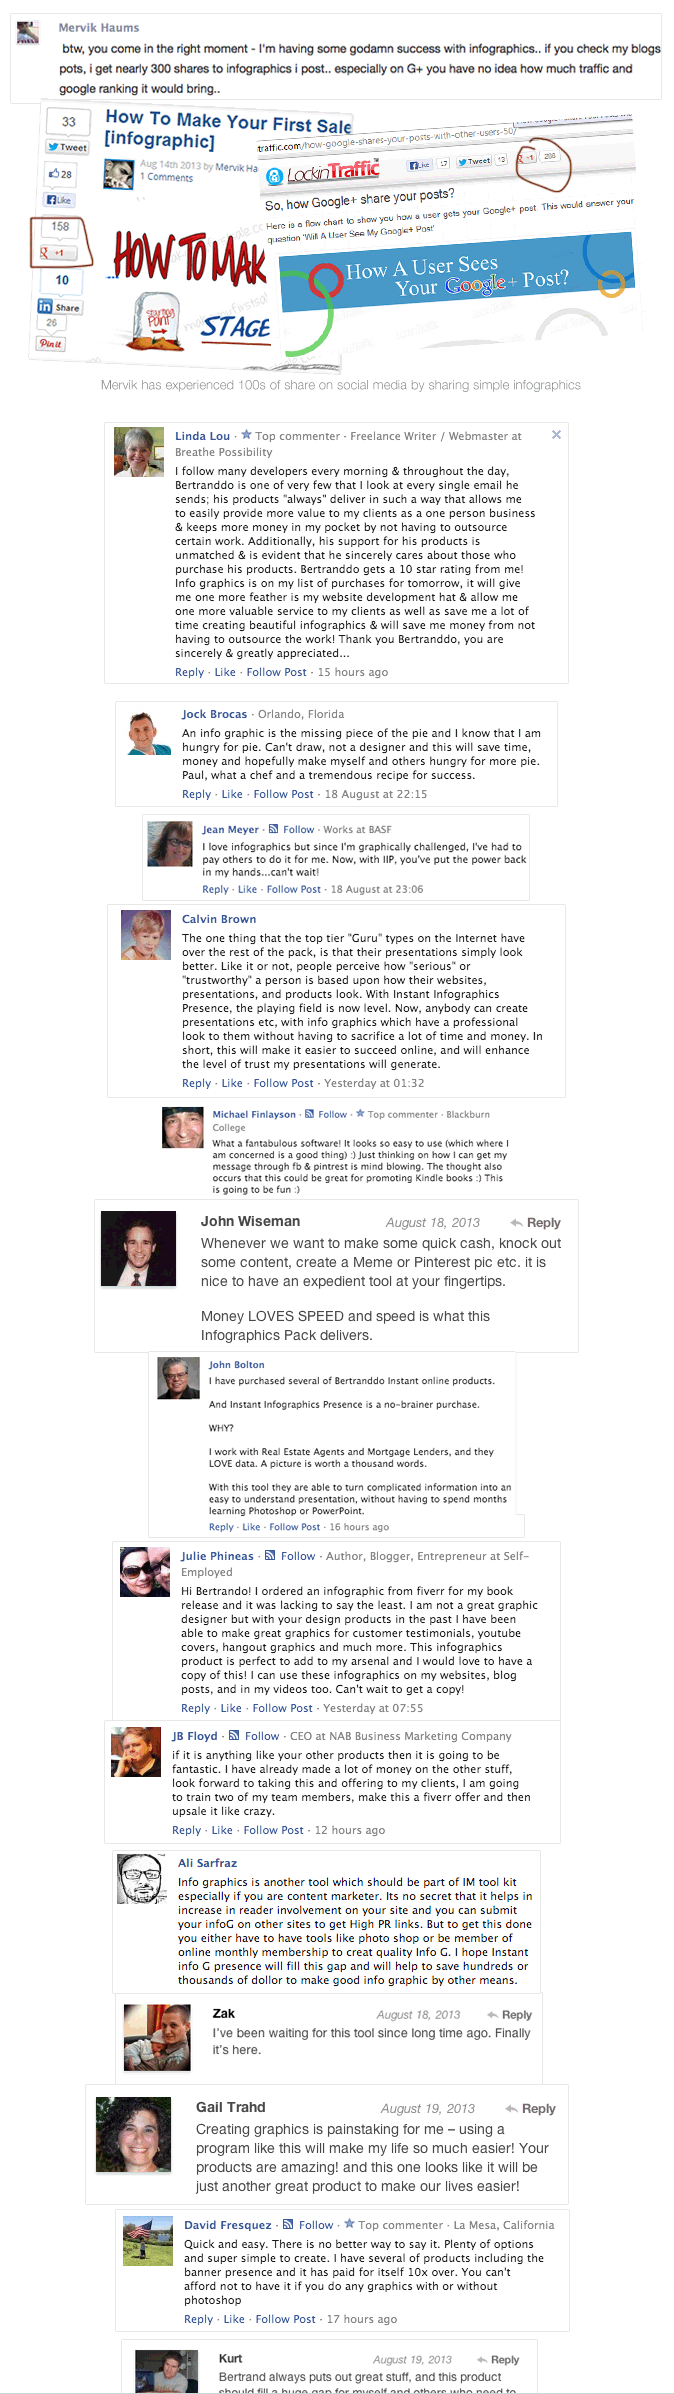 Mervik Haums
btw, you come in the right moment - I'm having some godamn success with infographics.. if you check my blogs
pots, i get nearly 300 shares to infographics i post.. especially on G+ you have no idea how much traffic and
google ranking it would bring..
33
Tweet
28
Like
158
+1
10
Share
26
Pin it
How To Make Your First Sale
[infographic]
Aug 14th 2013 by Mervik Ha
1 Comments
HOW TO MAK
STARTING
POINT
STAGE
traffic.com/how-google-shares-your-posts-with-other-users-50/
LockinTraffic
Like 17 Tweet 13 +1
So, how Google+ share your posts?
Here is a flow chart to show you how a user gets your Google+ post. This would answer your
question 'Will A User See My Google+ Post'
How A User Sees
Your Google+ Post?
Mervik has experienced 100s of share on social media by sharing simple infographics
Linda Lou · Top commenter · Freelance Writer / Webmaster at
Breathe Possibility
I follow many developers every morning & throughout the day,
Bertranddo is one of very few that I look at every single email he
sends; his products "always" deliver in such a way that allows me
to easily provide more value to my clients as a one person business
& keeps more money in my pocket by not having to outsource
certain work. Additionally, his support for his products is
unmatched & is evident that he sincerely cares about those who
purchase his products. Bertranddo gets a 10 star rating from me!
Info graphics is on my list of purchases for tomorrow, it will give
me one more feather is my website development hat & allow me
one more valuable service to my clients as well as save me a lot of
time creating beautiful infographics & will save me money from not
having to outsource the work! Thank you Bertranddo, you are
sincerely & greatly appreciated...
Reply · Like · Follow Post · 15 hours ago
Jock Brocas · Orlando, Florida
An info graphic is the missing piece of the pie and I know that I am
hungry for pie. Can't draw, not a designer and this will save time,
money and hopefully make myself and others hungry for more pie.
Paul, what a chef and a tremendous recipe for success.
Reply · Like · Follow Post · 18 August at 22:15
Jean Meyer · Follow · Works at BASF
I love infographics but since I'm graphically challenged, I've had to
pay others to do it for me. Now, with IIP, you've put the power back
in my hands...can't wait!
Reply · Like · Follow Post · 18 August at 23:06
Calvin Brown
The one thing that the top tier "Guru" types on the Internet have
over the rest of the pack, is that their presentations simply look
better. Like it or not, people perceive how "serious" or
"trustworthy" a person is based upon how their websites,
presentations, and products look. With Instant Infographics
Presence, the playing field is now level. Now, anybody can create
presentations etc, with info graphics which have a professional
look to them without having to sacrifice a lot of time and money. In
short, this will make it easier to succeed online, and will enhance
the level of trust my presentations will generate.
Reply · Like · Follow Post · Yesterday at 01:32
Michael Finlayson · Follow · Top commenter · Blackburn
College
What a fantabulous software! It looks so easy to use (which where I
am concerned is a good thing) :) Just thinking on how I can get my
message through fb & pintrest is mind blowing. The thought also
occurs that this could be great for promoting Kindle books :) This
is going to be fun :)
John Wiseman August 18, 2013 Reply
Whenever we want to make some quick cash, knock out
some content, create a Meme or Pinterest pic etc. it is
nice to have an expedient tool at your fingertips.
Money LOVES SPEED and speed is what this
Infographics Pack delivers.
John Bolton
I have purchased several of Bertranddo Instant online products.
And Instant Infographics Presence is a no-brainer purchase.
WHY?
I work with Real Estate Agents and Mortgage Lenders, and they
LOVE data. A picture is worth a thousand words.
With this tool they are able to turn complicated information into an
easy to understand presentation, without having to spend months
learning Photoshop or PowerPoint.
Reply · Like · Follow Post · 16 hours ago
Julie Phineas · Follow · Author, Blogger, Entrepreneur at Self-
Employed
Hi Bertrando! I ordered an infographic from fiverr for my book
release and it was lacking to say the least. I am not a great graphic
designer but with your design products in the past I have been
able to make great graphics for customer testimonials, youtube
covers, hangout graphics and much more. This infographics
product is perfect to add to my arsenal and I would love to have a
copy of this! I can use these infographics on my websites, blog
posts, and in my videos too. Can't wait to get a copy!
Reply · Like · Follow Post · Yesterday at 07:55
JB Floyd · Follow · CEO at NAB Business Marketing Company
if it is anything like your other products then it is going to be
fantastic. I have already made a lot of money on the other stuff,
look forward to taking this and offering to my clients, I am going
to train two of my team members, make this a fiverr offer and then
upsale it like crazy.
Reply · Like · Follow Post · 12 hours ago
Ali Sarfraz
Info graphics is another tool which should be part of IM tool kit
especially if you are content marketer. Its no secret that it helps in
increase in reader involvement on your site and you can submit
your infoG on other sites to get High PR links. But to get this done
you either have to have tools like photo shop or be member of
online monthly membership to creat quality Info G. I hope Instant
info G presence will fill this gap and will help to save hundreds or
thousands of dollor to make good info graphic by other means.
Zak August 18, 2013 Reply
I've been waiting for this tool since long time ago. Finally
it's here.
Gail Trahd August 19, 2013 Reply
Creating graphics is painstaking for me – using a
program like this will make my life so much easier! Your
products are amazing! and this one looks like it will be
just another great product to make our lives easier!
David Fresquez · Follow · Top commenter · La Mesa, California
Quick and easy. There is no better way to say it. Plenty of options
and super simple to create. I have several of products including the
banner presence and it has paid for itself 10x over. You can't
afford not to have it if you do any graphics with or without
photoshop
Reply · Like · Follow Post · 17 hours ago
Kurt August 19, 2013 Reply
Bertrand always puts out great stuff, and this product
should fill a huge gap for myself and others who need to